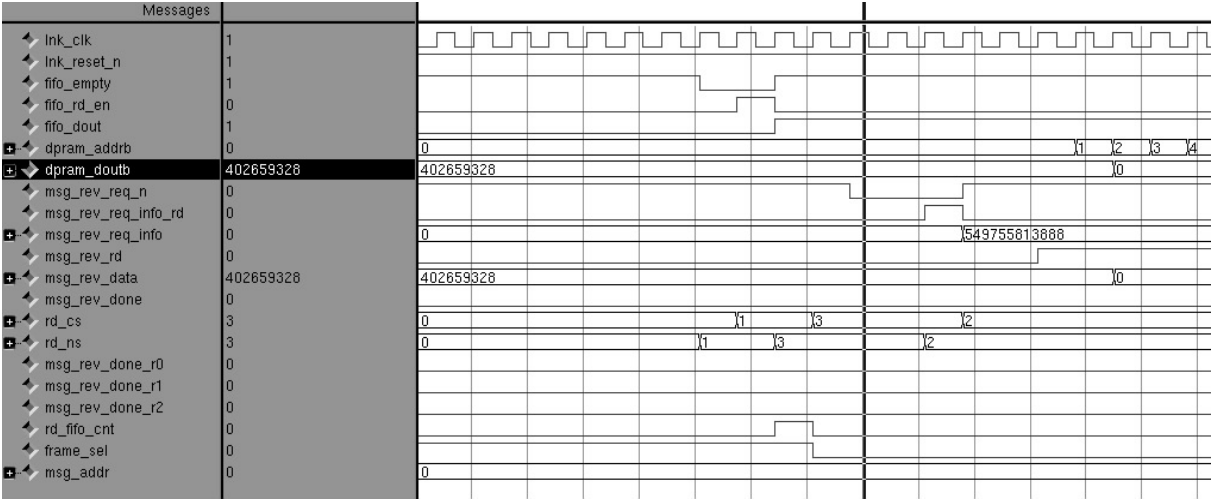 Messages
lnk_clk 1
lnk_reset_n 1
fifo_empty 1
fifo_rd_en 0
fifo_dout 1
dpram_addrb 0 0 1 2 3 4
dpram_doutb 402659328 402659328 0
msg_rev_req_n 0
msg_rev_req_info_rd 0
msg_rev_req_info 0 0 549755813888
msg_rev_rd 0
msg_rev_data 402659328 402659328 0
msg_rev_done 0
rd_cs 3 0 1 3 2
rd_ns 3 0 1 3 2
msg_rev_done_r0 0
msg_rev_done_r1 0
msg_rev_done_r2 0
rd_fifo_cnt 0
frame_sel 0
msg_addr 0 0